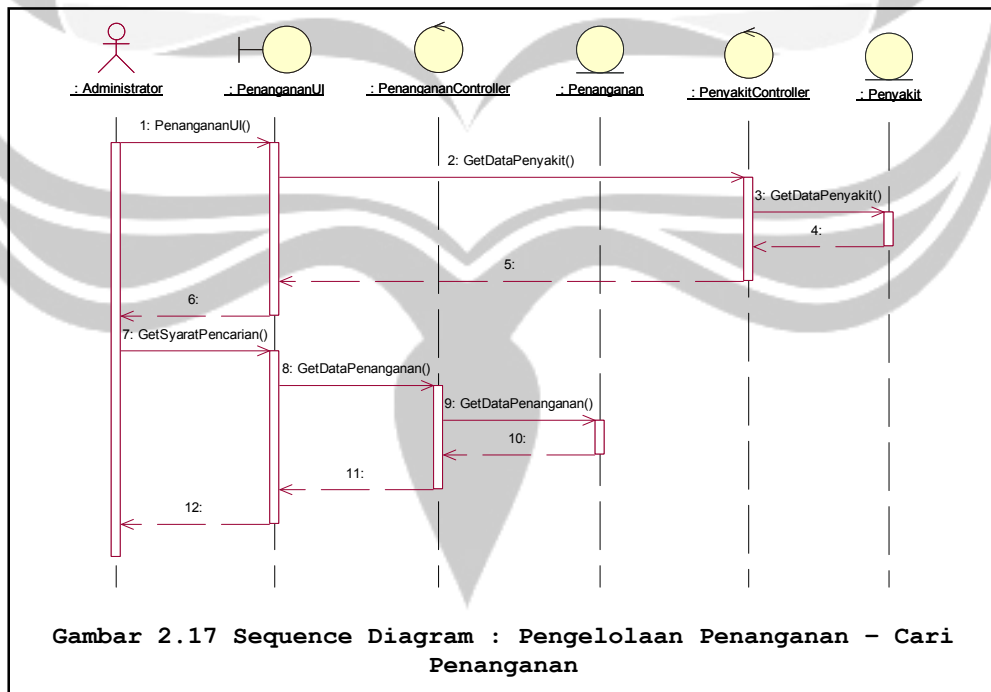 : Administrator
: PenangananUI
: PenangananController
: Penanganan
: PenyakitController
: Penyakit
1: PenangananUI()
2: GetDataPenyakit()
3: GetDataPenyakit()
4:
5:
6:
7: GetSyaratPencarian()
8: GetDataPenanganan()
9: GetDataPenanganan()
10:
11:
12:
Gambar 2.17 Sequence Diagram : Pengelolaan Penanganan – Cari
Penanganan